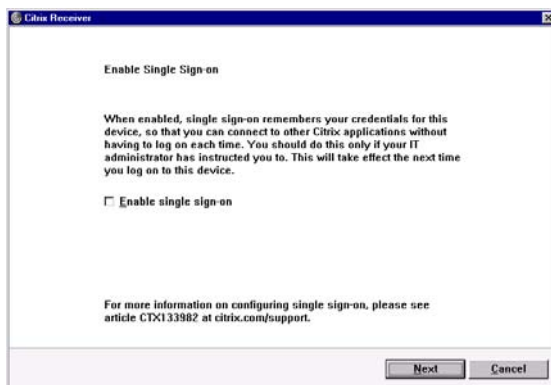 Citrix Receiver
Enable Single Sign-on
When enabled, single sign-on remembers your credentials for this
device, so that you can connect to other Citrix applications without
having to log on each time. You should do this only if your IT
administrator has instructed you to. This will take effect the next time
you log on to this device.
Enable single sign-on
For more information on configuring single sign-on, please see
article CTX133982 at citrix.com/support.
Next Cancel